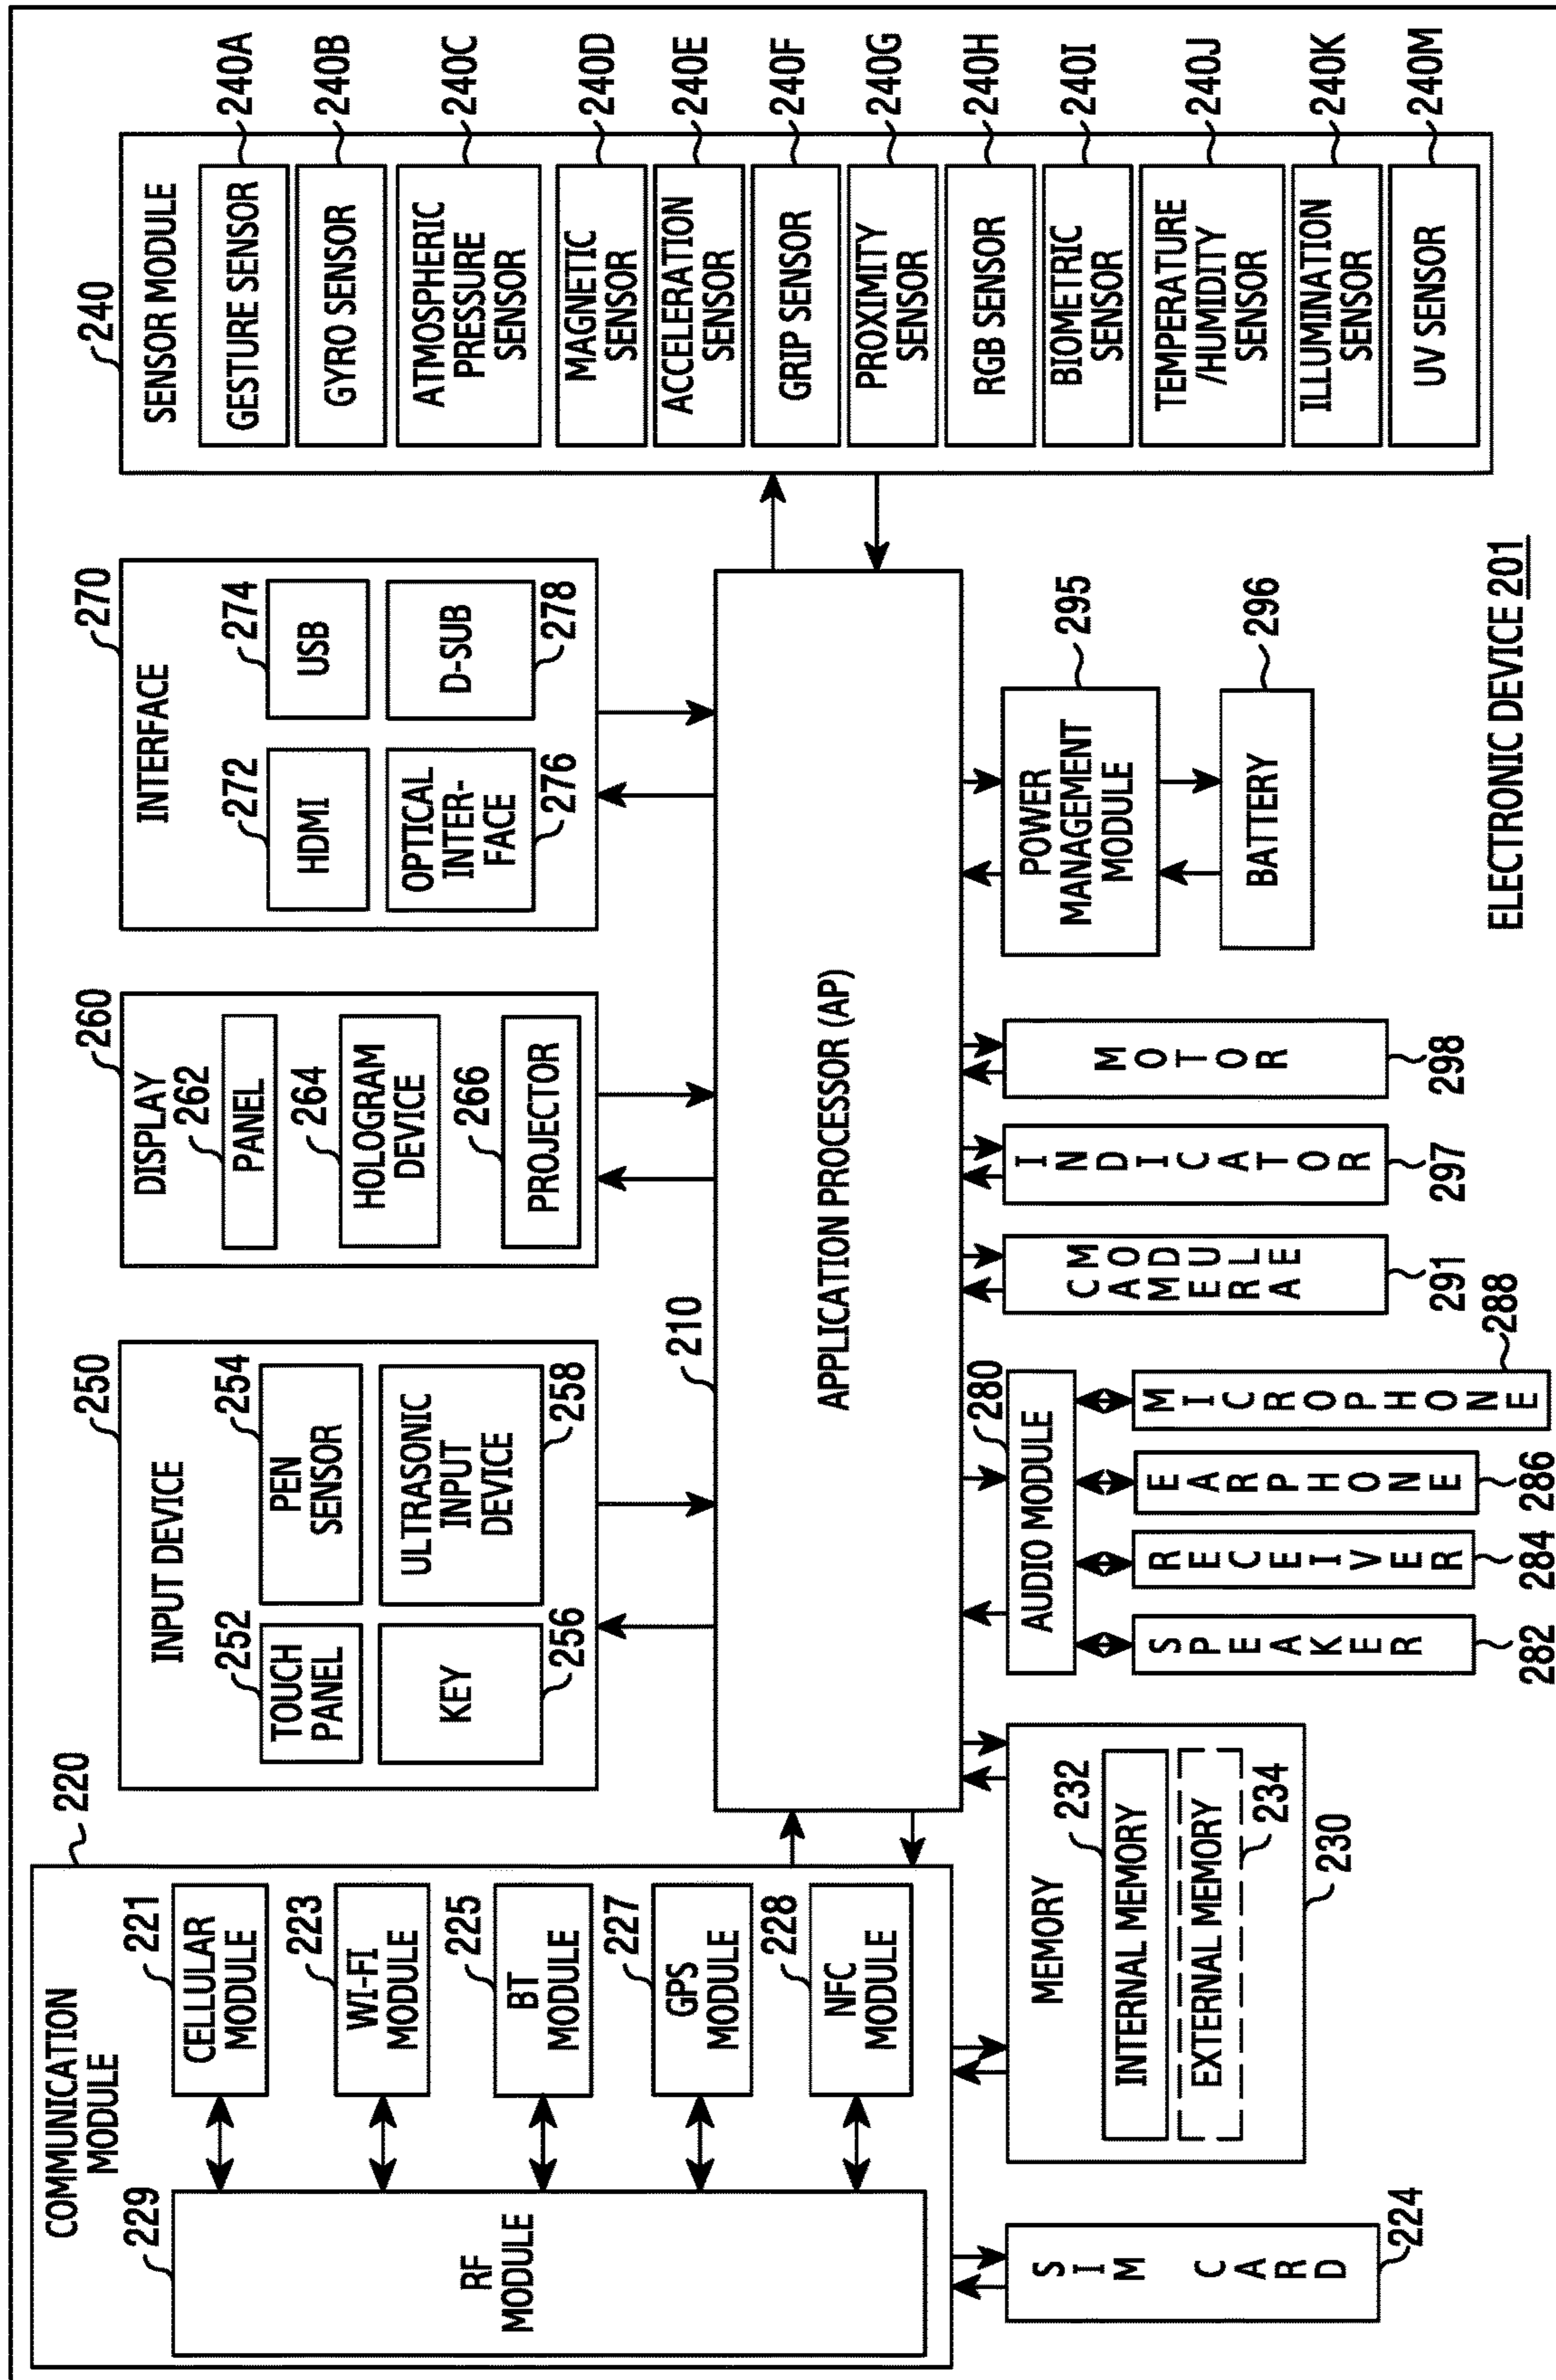 COMMUNICATION
MODULE
220
229
RF
MODULE
221
CELLULAR
MODULE
223
WI-FI
MODULE
225
BT
MODULE
227
GPS
MODULE
228
NFC
MODULE
250
INPUT DEVICE
252
TOUCH
PANEL
254
PEN
SENSOR
KEY
256
ULTRASONIC
INPUT
DEVICE
258
260
DISPLAY
262
PANEL
264
HOLOGRAM
DEVICE
266
PROJECTOR
270
INTERFACE
272
HDMI
274
USB
OPTICAL
INTER-
FACE
276
D-SUB
278
240
SENSOR MODULE
GESTURE SENSOR
240A
GYRO SENSOR
240B
ATMOSPHERIC
PRESSURE
SENSOR
240C
MAGNETIC
SENSOR
240D
ACCELERATION
SENSOR
240E
GRIP SENSOR
240F
PROXIMITY
SENSOR
240G
RGB SENSOR
240H
BIOMETRIC
SENSOR
240I
TEMPERATURE
/HUMIDITY
SENSOR
240J
ILLUMINATION
SENSOR
240K
UV SENSOR
240M
210
APPLICATION PROCESSOR (AP)
SIM CARD
224
MEMORY
232
INTERNAL MEMORY
EXTERNAL MEMORY
234
230
280
AUDIO MODULE
SPEAKER
282
RECEIVER
284
EARPHONE
286
MICROPHONE
288
CAMERA
MODULE
291
INDICATOR
297
MOTOR
298
POWER
MANAGEMENT
MODULE
295
BATTERY
296
ELECTRONIC DEVICE 201